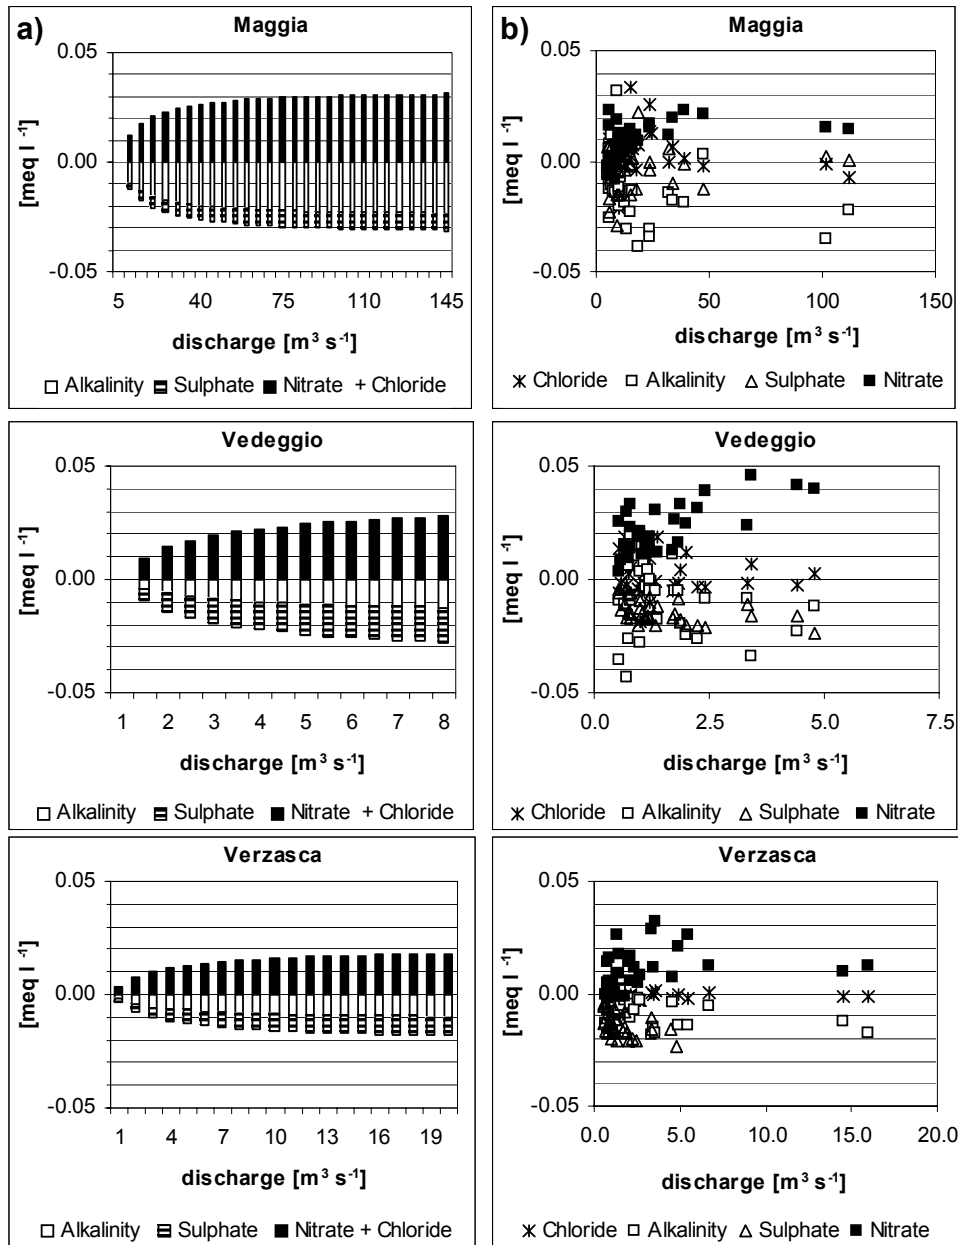 a)
Maggia
0.05
0.00
-0.05
[meq l⁻¹]
5 40 75 110 145
discharge [m³ s⁻¹]
Alkalinity Sulphate Nitrate + Chloride
b)
Maggia
0.05
0.00
-0.05
[meq l⁻¹]
0 50 100 150
discharge [m³ s⁻¹]
Chloride Alkalinity Sulphate Nitrate
Vedeggio
0.05
0.00
-0.05
[meq l⁻¹]
1 2 3 4 5 6 7 8
discharge [m³ s⁻¹]
Alkalinity Sulphate Nitrate + Chloride
Vedeggio
0.05
0.00
-0.05
[meq l⁻¹]
0.0 2.5 5.0 7.5
discharge [m³ s⁻¹]
Chloride Alkalinity Sulphate Nitrate
Verzasca
0.05
0.00
-0.05
[meq l⁻¹]
1 4 7 10 13 16 19
discharge [m³ s⁻¹]
Alkalinity Sulphate Nitrate + Chloride
Verzasca
0.05
0.00
-0.05
[meq l⁻¹]
0.0 5.0 10.0 15.0 20.0
discharge [m³ s⁻¹]
Chloride Alkalinity Sulphate Nitrate